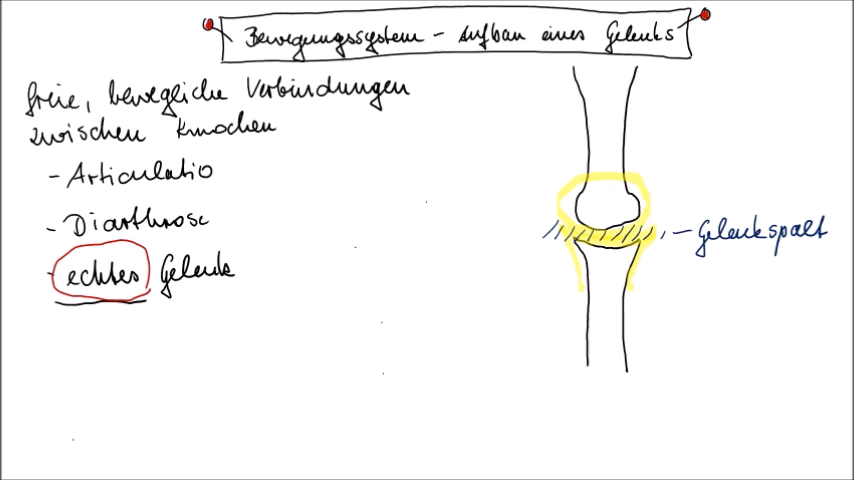 Bewegungssystem - Aufbau eines Gelenks
freie, bewegliche Verbindungen
zwischen Knochen
- Articulatio
- Diarthrose
- echtes Gelenk
- Gelenkspalt